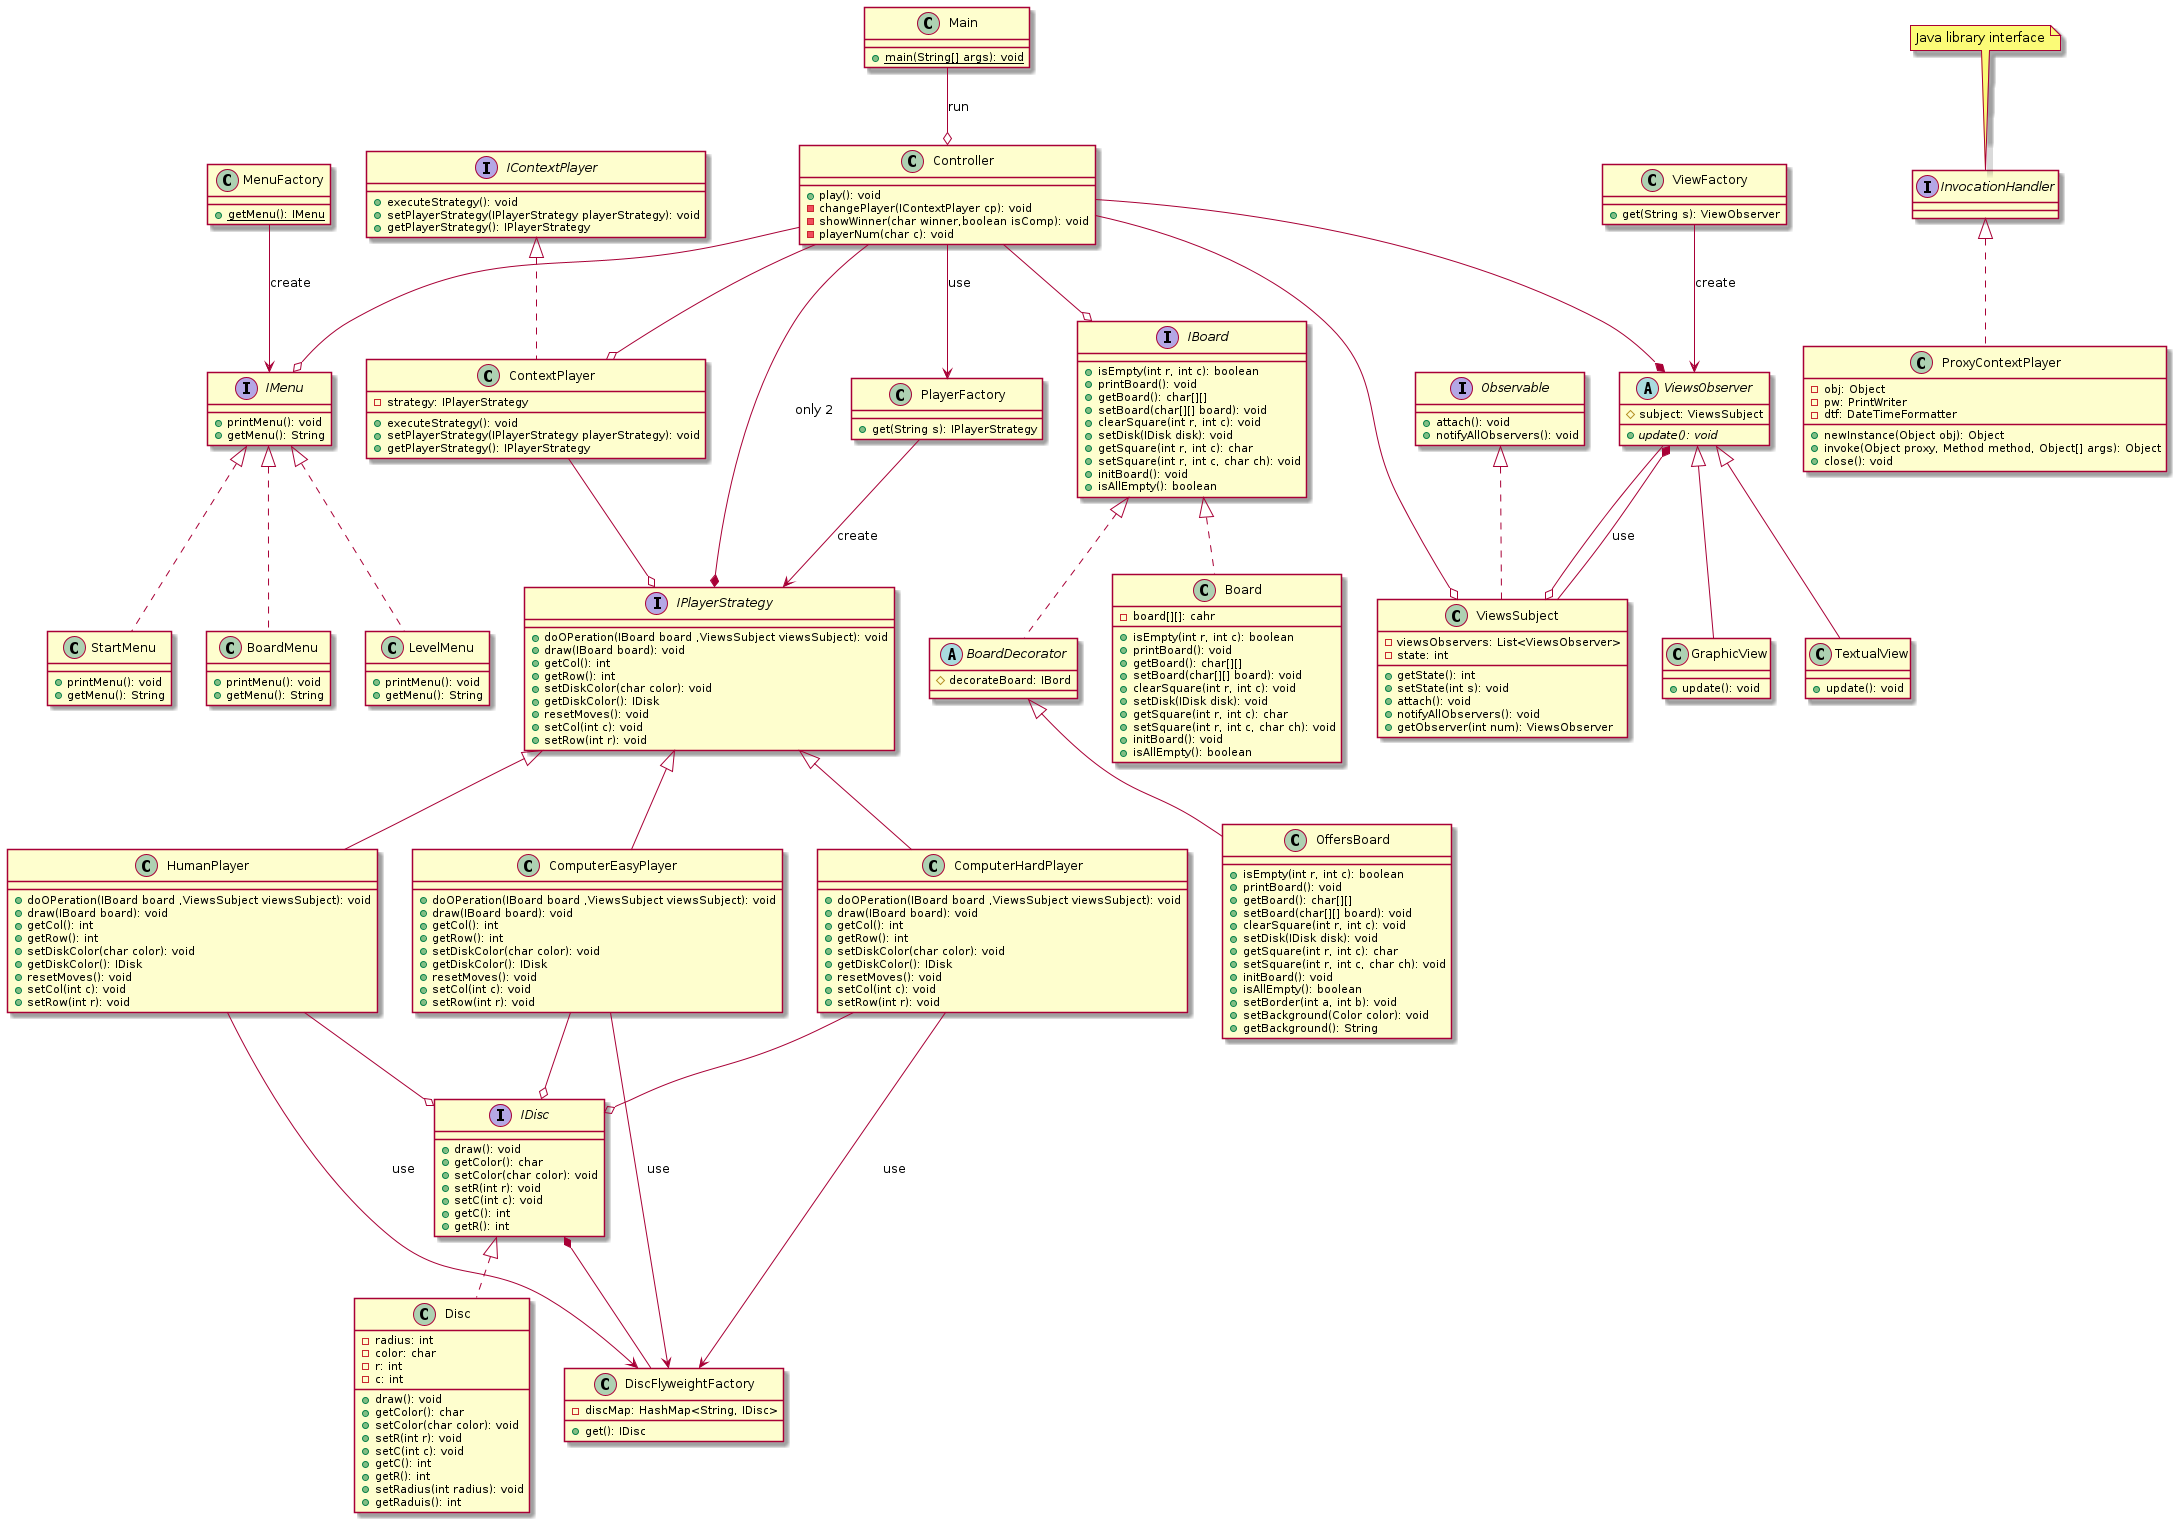 Main
main(String[] args): void
Java library interface
run
Controller
play(): void
changePlayer(IContextPlayer cp): void
showWinner(char winner,boolean isComp): void
playerNum(char c): void
MenuFactory
getMenu(): IMenu
IContextPlayer
executeStrategy(): void
setPlayerStrategy(IPlayerStrategy playerStrategy): void
getPlayerStrategy(): IPlayerStrategy
ViewFactory
get(String s): ViewObserver
InvocationHandler
create
use
create
IMenu
printMenu(): void
getMenu(): String
ContextPlayer
strategy: IPlayerStrategy
executeStrategy(): void
setPlayerStrategy(IPlayerStrategy playerStrategy): void
getPlayerStrategy(): IPlayerStrategy
only 2
PlayerFactory
get(String s): IPlayerStrategy
IBoard
isEmpty(int r, int c): boolean
printBoard(): void
getBoard(): char[][]
setBoard(char[][] board): void
clearSquare(int r, int c): void
setDisk(IDisk disk): void
getSquare(int r, int c): char
setSquare(int r, int c, char ch): void
initBoard(): void
isAllEmpty(): boolean
Observable
attach(): void
notifyAllObservers(): void
ViewsObserver
subject: ViewsSubject
update(): void
ProxyContextPlayer
obj: Object
pw: PrintWriter
dtf: DateTimeFormatter
newInstance(Object obj): Object
invoke(Object proxy, Method method, Object[] args): Object
close(): void
create
use
StartMenu
printMenu(): void
getMenu(): String
BoardMenu
printMenu(): void
getMenu(): String
LevelMenu
printMenu(): void
getMenu(): String
IPlayerStrategy
doOPeration(IBoard board ,ViewsSubject viewsSubject): void
draw(IBoard board): void
getCol(): int
getRow(): int
setDiskColor(char color): void
getDiskColor(): IDisk
resetMoves(): void
setCol(int c): void
setRow(int r): void
BoardDecorator
decorateBoard: IBord
Board
board[][]: cahr
isEmpty(int r, int c): boolean
printBoard(): void
getBoard(): char[][]
setBoard(char[][] board): void
clearSquare(int r, int c): void
setDisk(IDisk disk): void
getSquare(int r, int c): char
setSquare(int r, int c, char ch): void
initBoard(): void
isAllEmpty(): boolean
ViewsSubject
viewsObservers: List<ViewsObserver>
state: int
getState(): int
setState(int s): void
attach(): void
notifyAllObservers(): void
getObserver(int num): ViewsObserver
GraphicView
update(): void
TextualView
update(): void
HumanPlayer
doOPeration(IBoard board ,ViewsSubject viewsSubject): void
draw(IBoard board): void
getCol(): int
getRow(): int
setDiskColor(char color): void
getDiskColor(): IDisk
resetMoves(): void
setCol(int c): void
setRow(int r): void
ComputerEasyPlayer
doOPeration(IBoard board ,ViewsSubject viewsSubject): void
draw(IBoard board): void
getCol(): int
getRow(): int
setDiskColor(char color): void
getDiskColor(): IDisk
resetMoves(): void
setCol(int c): void
setRow(int r): void
ComputerHardPlayer
doOPeration(IBoard board ,ViewsSubject viewsSubject): void
draw(IBoard board): void
getCol(): int
getRow(): int
setDiskColor(char color): void
getDiskColor(): IDisk
resetMoves(): void
setCol(int c): void
setRow(int r): void
OffersBoard
isEmpty(int r, int c): boolean
printBoard(): void
getBoard(): char[][]
setBoard(char[][] board): void
clearSquare(int r, int c): void
setDisk(IDisk disk): void
getSquare(int r, int c): char
setSquare(int r, int c, char ch): void
initBoard(): void
isAllEmpty(): boolean
setBorder(int a, int b): void
setBackground(Color color): void
getBackground(): String
IDisc
draw(): void
getColor(): char
setColor(char color): void
setR(int r): void
setC(int c): void
getC(): int
getR(): int
use
use
use
Disc
radius: int
color: char
r: int
c: int
draw(): void
getColor(): char
setColor(char color): void
setR(int r): void
setC(int c): void
getC(): int
getR(): int
setRadius(int radius): void
getRaduis(): int
DiscFlyweightFactory
discMap: HashMap<String, IDisc>
get(): IDisc